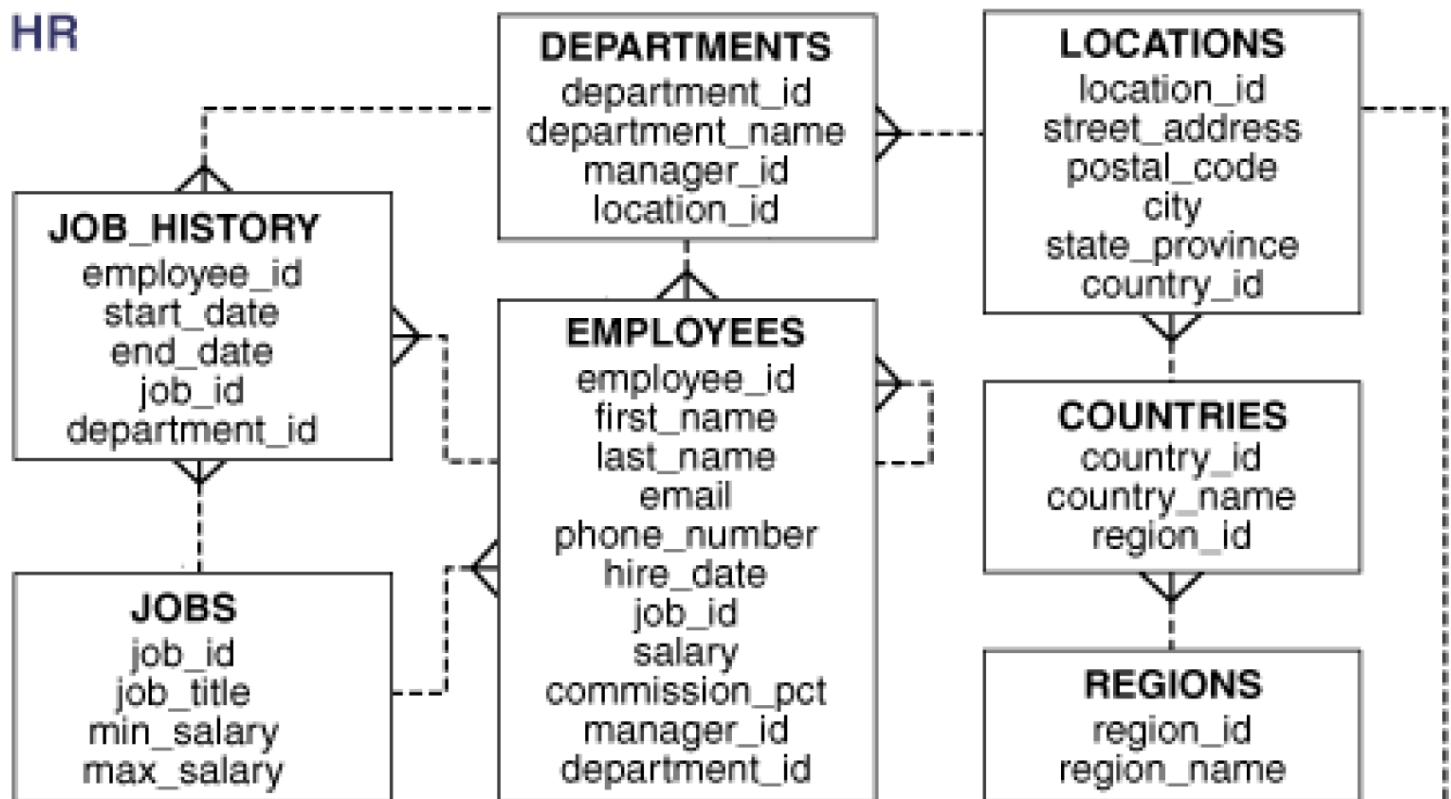 HR
DEPARTMENTS
department_id
department_name
manager_id
location_id
LOCATIONS
location_id
street_address
postal_code
city
state_province
country_id
JOB_HISTORY
employee_id
start_date
end_date
job_id
department_id
EMPLOYEES
employee_id
first_name
last_name
email
phone_number
hire_date
job_id
salary
commission_pct
manager_id
department_id
COUNTRIES
country_id
country_name
region_id
JOBS
job_id
job_title
min_salary
max_salary
REGIONS
region_id
region_name